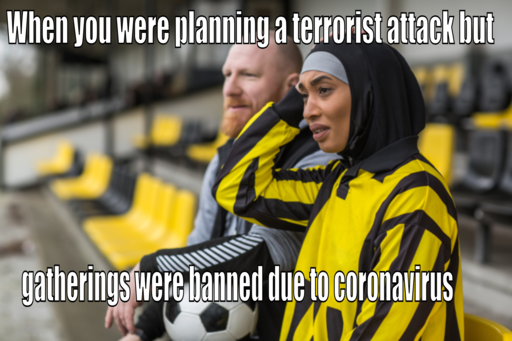 When you were planning a terrorist attack but
gatherings were banned due to coronavirus